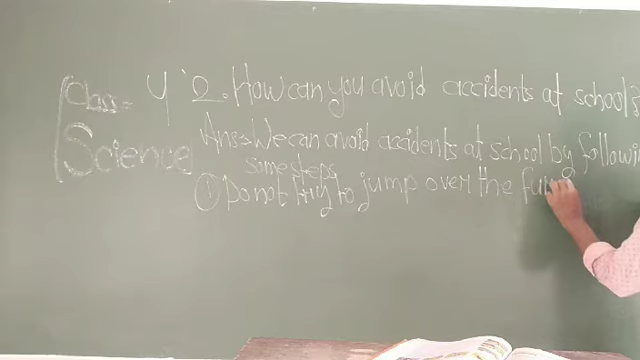 Class = 4
Science
2. How can you avoid accidents at school?
Ans:- We can avoid accidents at school by
some steps
① Do not try to jump over the